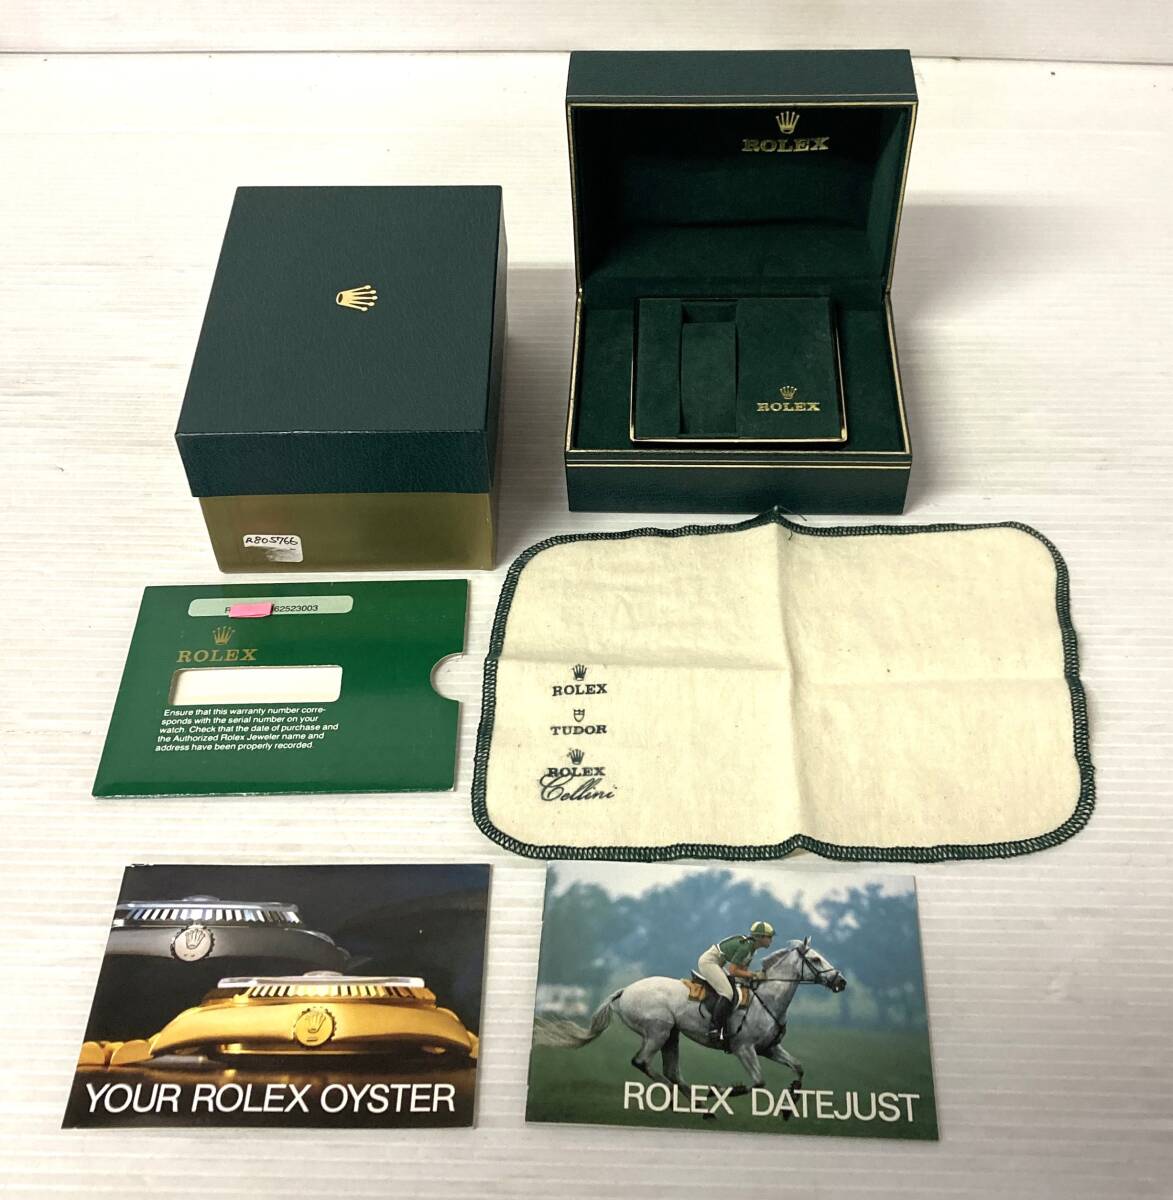 ROLEX
ROLEX
R805766
62523003
ROLEX
Ensure that this warranty number corre-
sponds with the serial number on your
watch. Check that the date of purchase and
the Authorized Rolex Jeweler name and
address have been properly recorded.
ROLEX
TUDOR
ROLEX
Cellini
YOUR ROLEX OYSTER
ROLEX DATEJUST